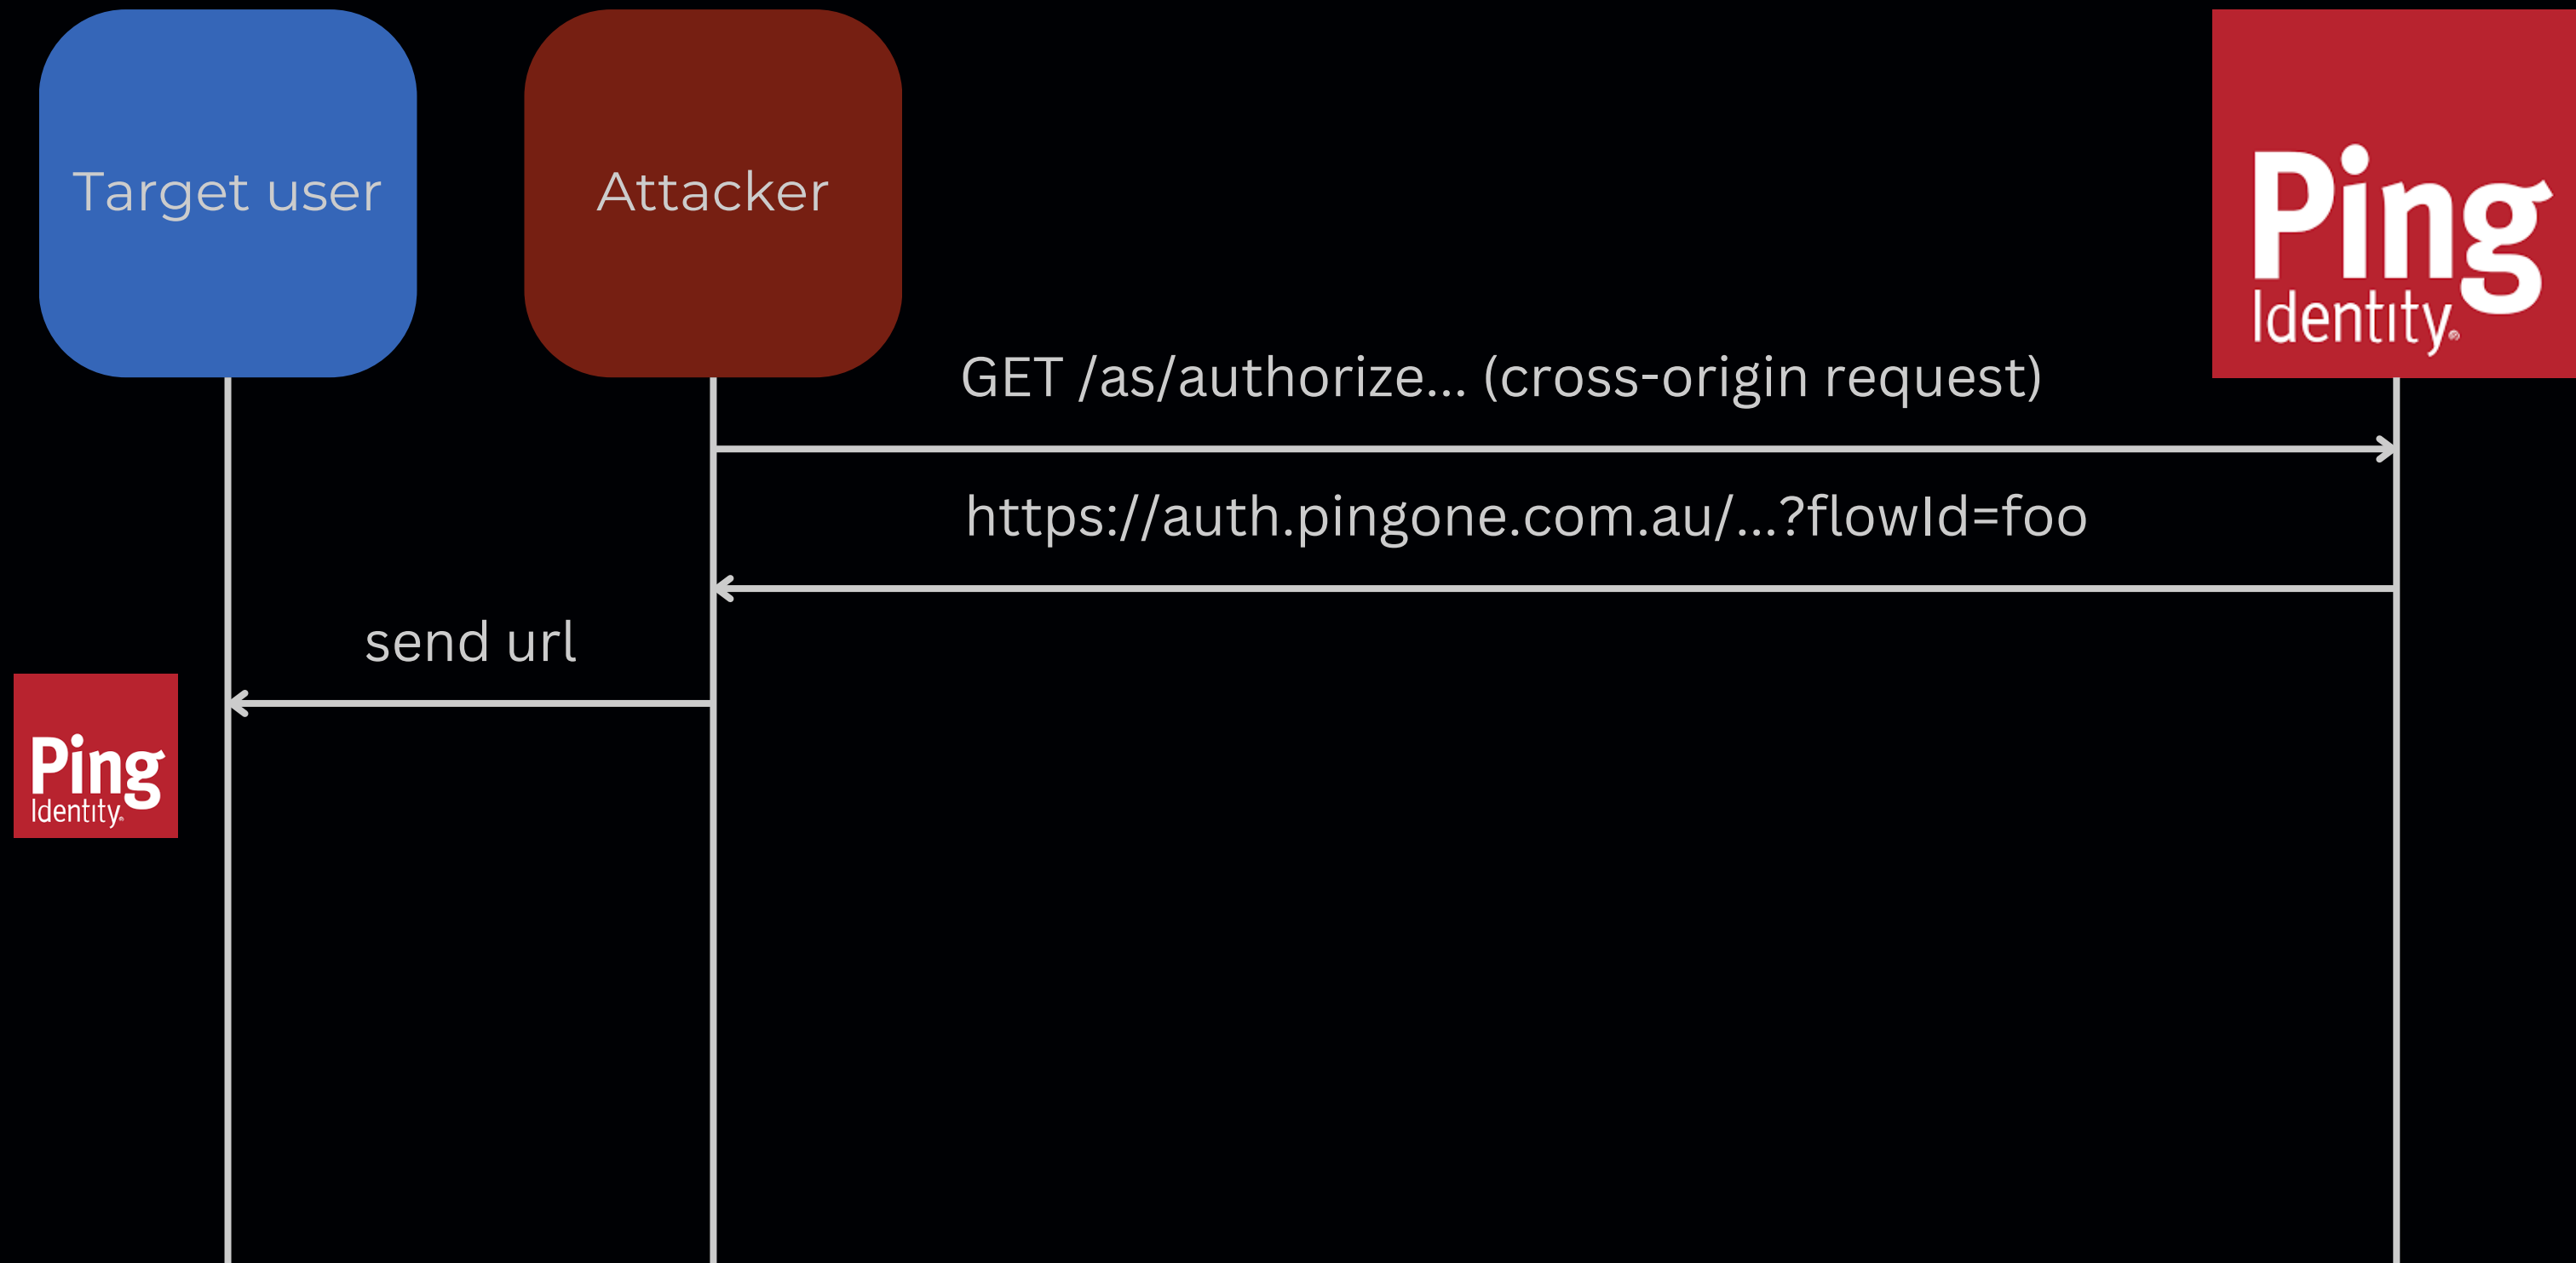 Target user
Attacker
Ping
Identity®
GET /as/authorize... (cross-origin request)
https://auth.pingone.com.au/...?flowId=foo
send url
Ping
Identity®